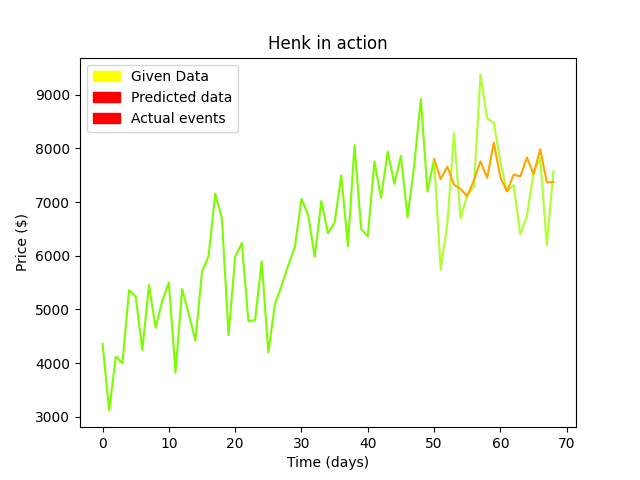 Henk in action
Given Data
Predicted data
Actual events
Price ($)
9000
8000
7000
6000
5000
4000
3000
0 10 20 30 40 50 60 70
Time (days)